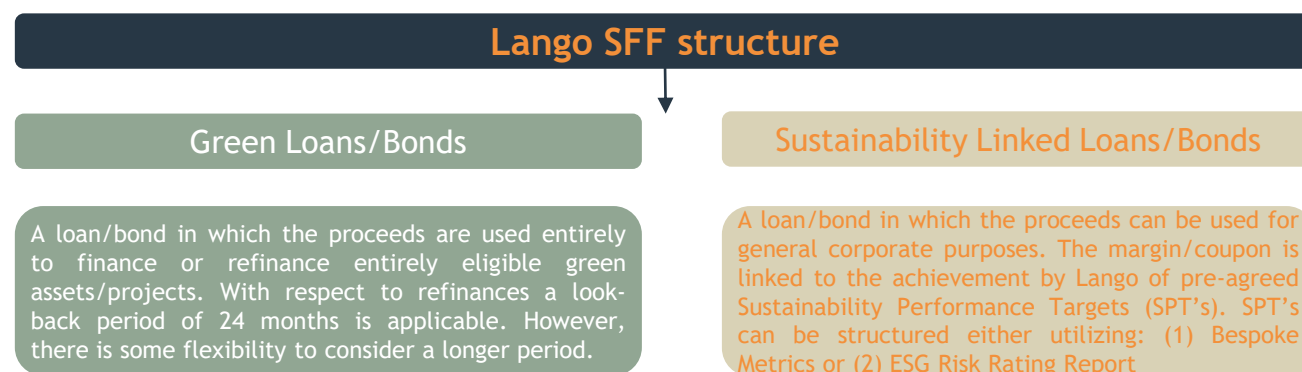 Lango SFF structure
Green Loans/Bonds
A loan/bond in which the proceeds are used entirely
to finance or refinance entirely eligible green
assets/projects. With respect to refinances a look-
back period of 24 months is applicable. However,
there is some flexibility to consider a longer period.
Sustainability Linked Loans/Bonds
A loan/bond in which the proceeds can be used for
general corporate purposes. The margin/coupon is
linked to the achievement by Lango of pre-agreed
Sustainability Performance Targets (SPT’s). SPT’s
can be structured either utilizing: (1) Bespoke
Metrics or (2) ESG Risk Rating Report